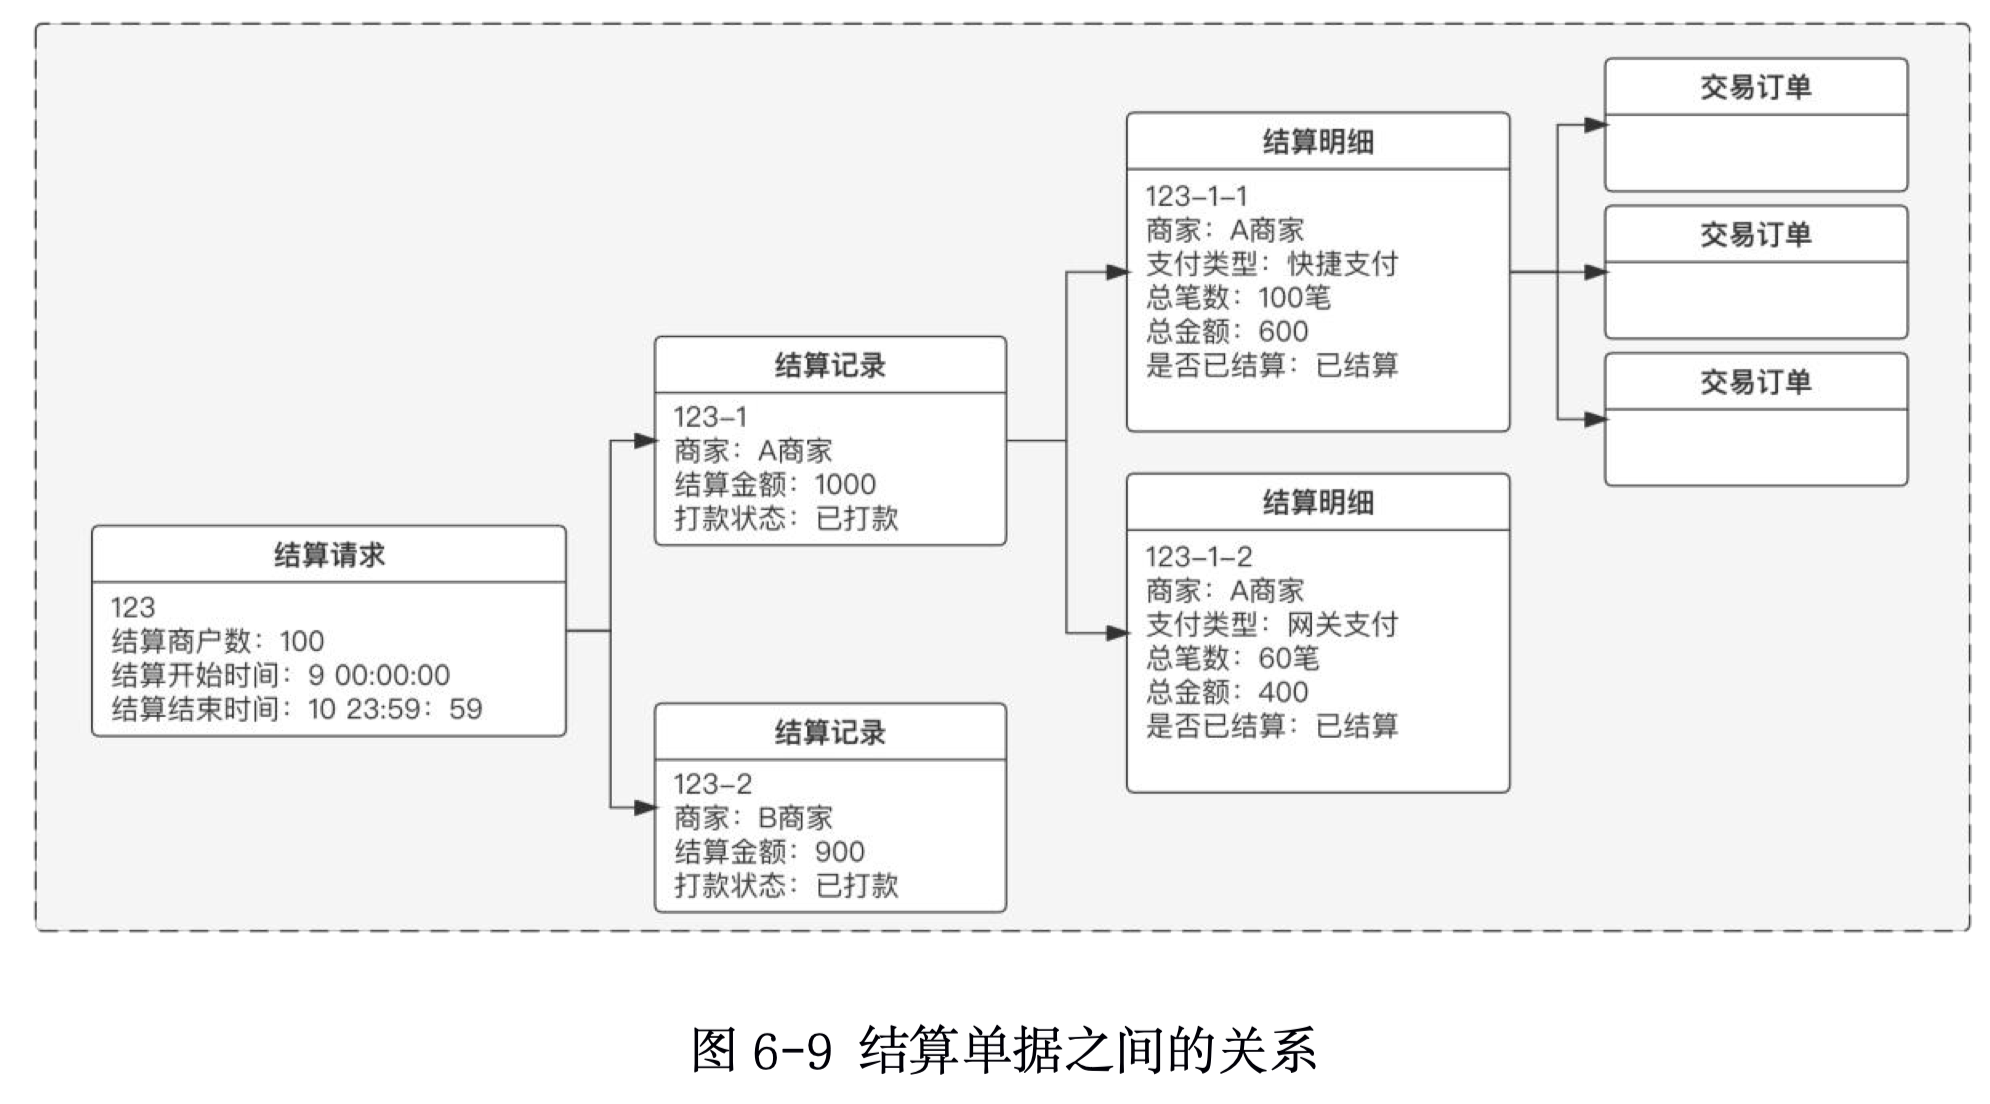 结算请求
123
结算商户数：100
结算开始时间：9 00:00:00
结算结束时间：10 23:59：59
结算记录
123-1
商家：A商家
结算金额：1000
打款状态：已打款
结算记录
123-2
商家：B商家
结算金额：900
打款状态：已打款
结算明细
123-1-1
商家：A商家
支付类型：快捷支付
总笔数：100笔
总金额：600
是否已结算：已结算
结算明细
123-1-2
商家：A商家
支付类型：网关支付
总笔数：60笔
总金额：400
是否已结算：已结算
交易订单
交易订单
交易订单
图 6-9 结算单据之间的关系